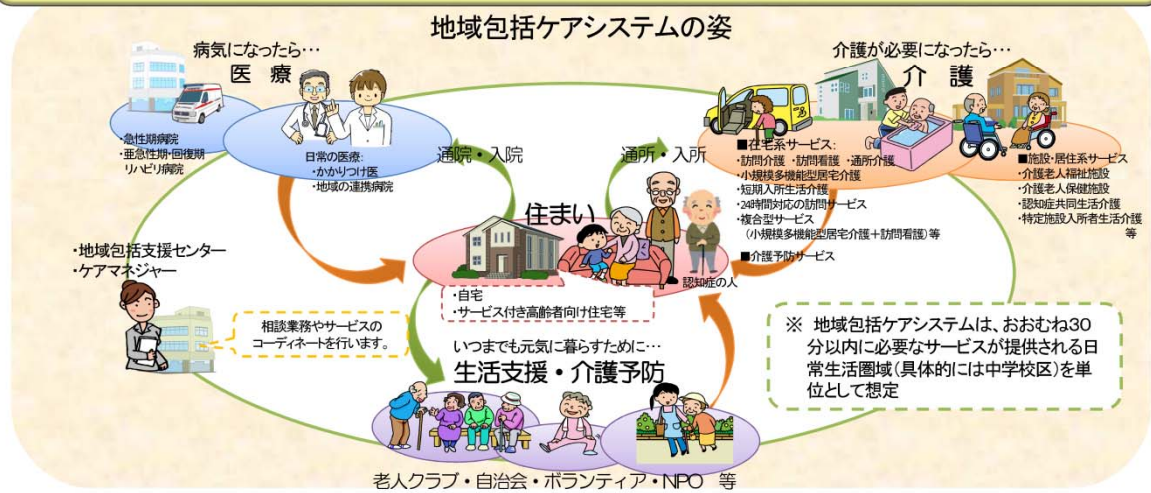 地域包括ケアシステムの姿
病気になったら…
医 療
・急性期病院
・亜急性期・回復期
リハビリ病院
日常の医療:
・かかりつけ医
・地域の連携病院
通院・入院
通所・入所
介護が必要になったら…
介 護
■在宅系サービス:
・訪問介護 ・訪問看護 ・通所介護
・小規模多機能型居宅介護
・短期入所生活介護
・24時間対応の訪問サービス
・複合型サービス
(小規模多機能型居宅介護+訪問看護)等
■介護予防サービス
■施設・居住系サービス
・介護老人福祉施設
・介護老人保健施設
・認知症共同生活介護
・特定施設入所者生活介護
等
住まい
認知症の人
・自宅
・サービス付き高齢者向け住宅等
・地域包括支援センター
・ケアマネジャー
相談業務やサービスの
コーディネートを行います。
いつまでも元気に暮らすために…
生活支援・介護予防
老人クラブ・自治会・ボランティア・NPO 等
※ 地域包括ケアシステムは、おおむね30
分以内に必要なサービスが提供される日
常生活圏域(具体的には中学校区)を単
位として想定